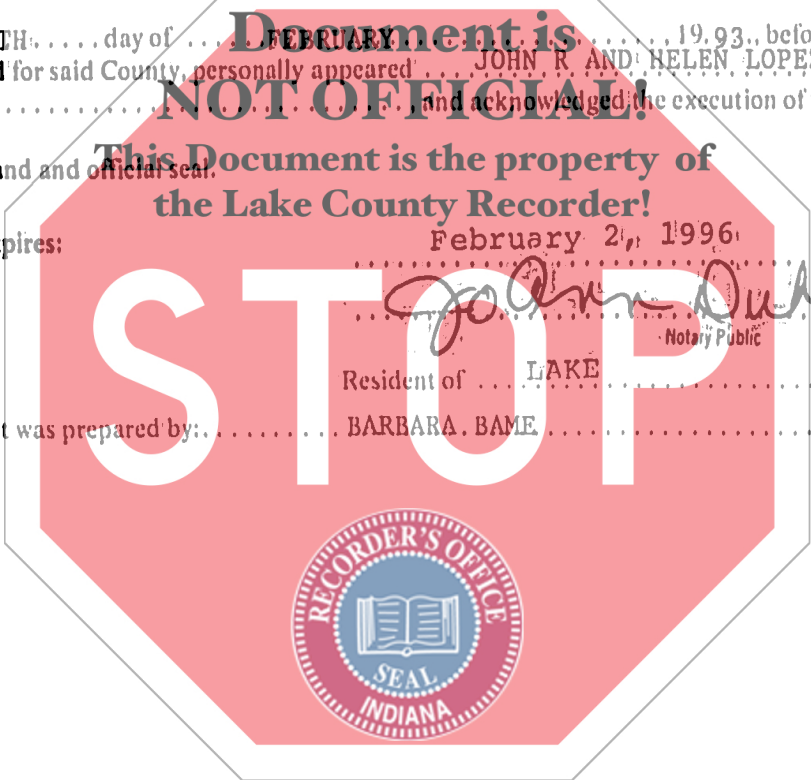 Document is
TH day of FEBRUARY 19 93, befo
d for said County, personally appeared JOHN R AND HELEN LOPE
NOT OFFICIAL!
and acknowledged the execution of
This Document is the property of
and and official seal.
the Lake County Recorder!
pires: February 2, 1996
JoAnn
Notary Public
STOP
Resident of LAKE
t was prepared by: BARBARA BAME
RECORDER'S OFFICE
SEAL
INDIANA